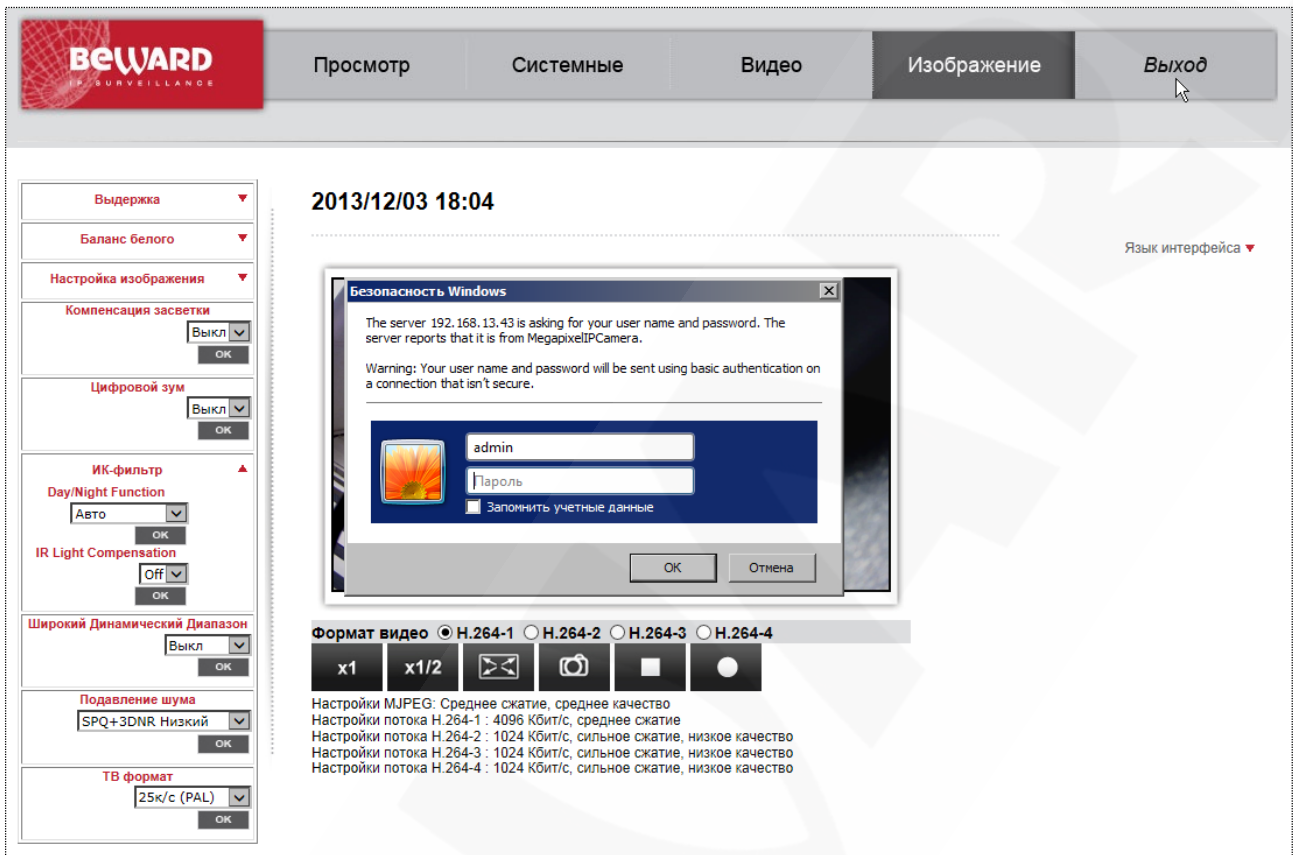 BEWARD
IP SURVEILLANCE
Просмотр
Системные
Видео
Изображение
Выход
Выдержка
Баланс белого
Настройка изображения
Компенсация засветки
Выкл
OK
Цифровой зум
Выкл
OK
ИК-фильтр
Day/Night Function
Авто
OK
IR Light Compensation
Off
OK
Широкий Динамический Диапазон
Выкл
OK
Подавление шума
SPQ+3DNR Низкий
OK
ТВ формат
25к/с (PAL)
OK
2013/12/03 18:04
Язык интерфейса
Безопасность Windows
The server 192.168.13.43 is asking for your user name and password. The
server reports that it is from MegapixelIPCamera.
Warning: Your user name and password will be sent using basic authentication on
a connection that isn't secure.
admin
Пароль
Запомнить учетные данные
ОК
Отмена
Формат видео H.264-1 H.264-2 H.264-3 H.264-4
x1
x1/2
Настройки MJPEG: Среднее сжатие, среднее качество
Настройки потока H.264-1 : 4096 Кбит/с, среднее сжатие
Настройки потока H.264-2 : 1024 Кбит/с, сильное сжатие, низкое качество
Настройки потока H.264-3 : 1024 Кбит/с, сильное сжатие, низкое качество
Настройки потока H.264-4 : 1024 Кбит/с, сильное сжатие, низкое качество